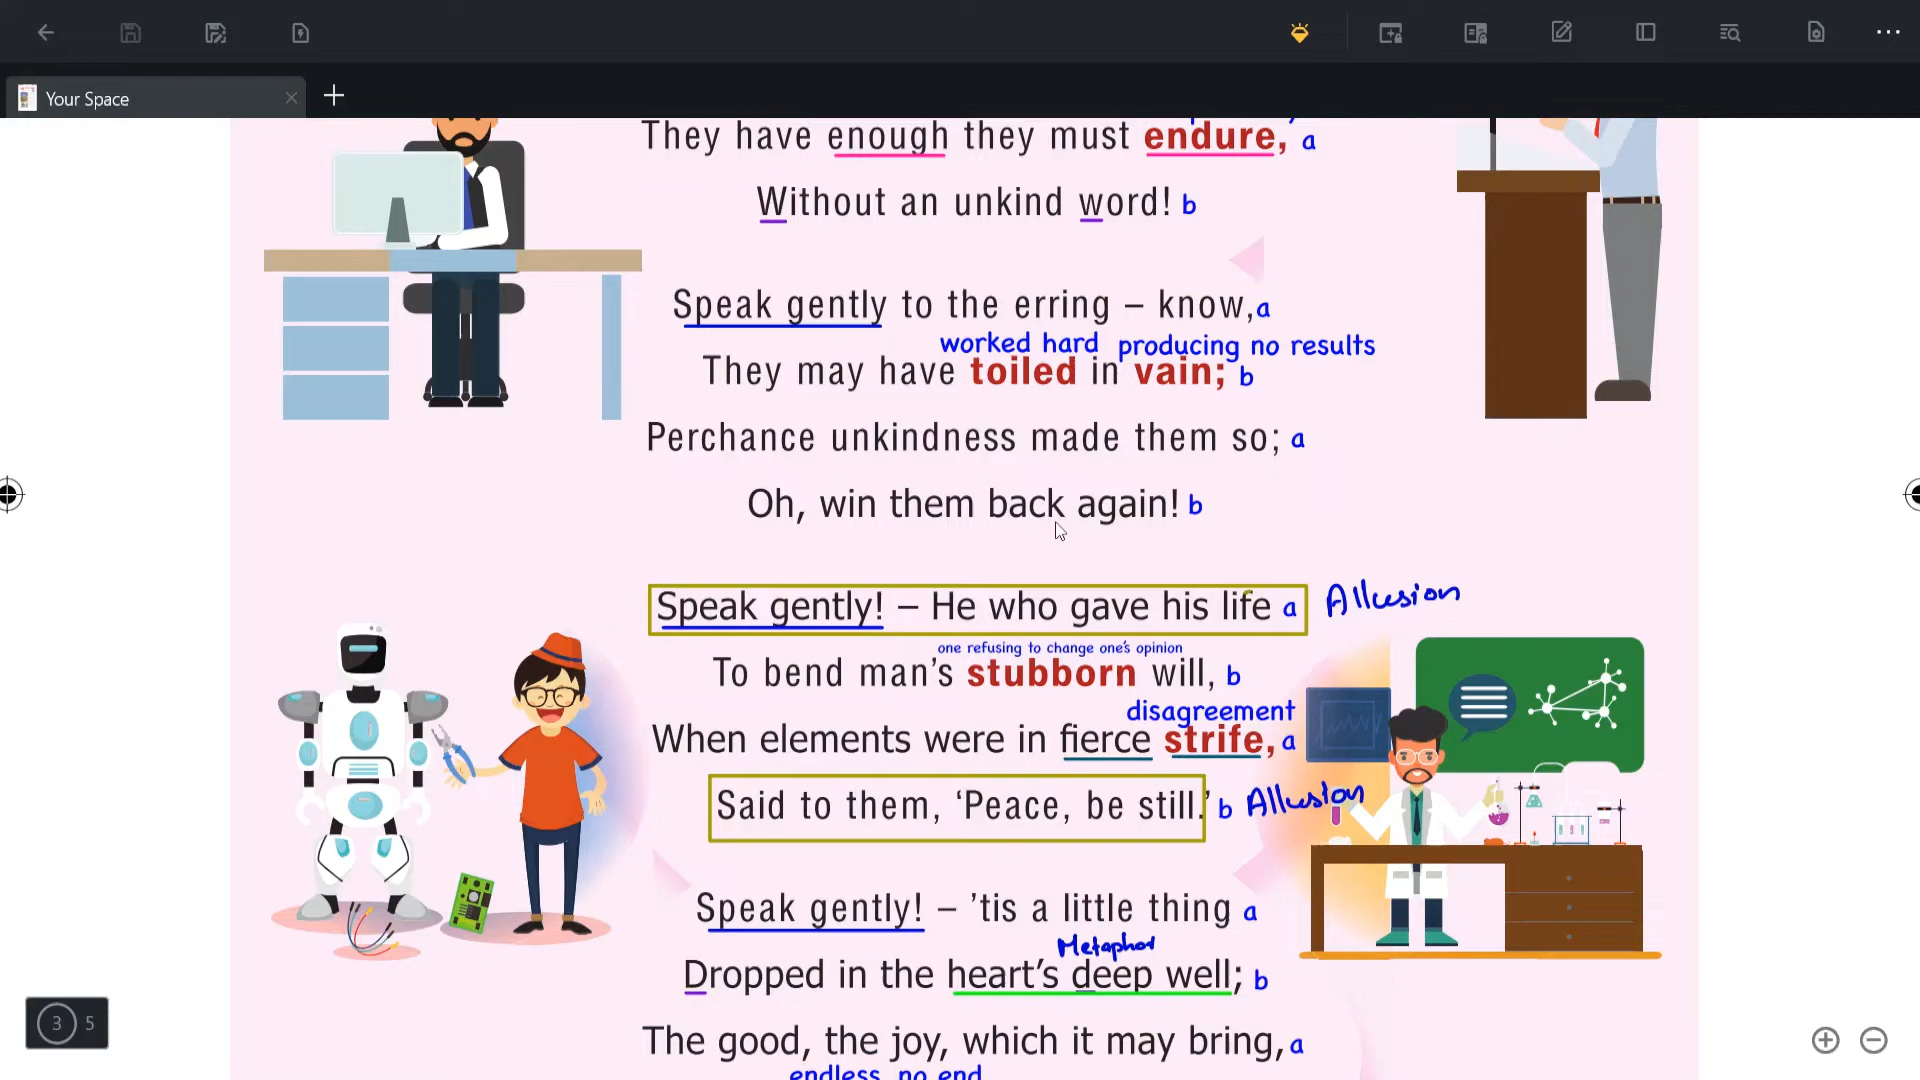 Your Space
They have enough they must endure, a
Without an unkind word! b
Speak gently to the erring – know, a
worked hard producing no results
They may have toiled in vain; b
Perchance unkindness made them so; a
Oh, win them back again! b
Speak gently! – He who gave his life a Allusion
one refusing to change one's opinion
To bend man's stubborn will, b
disagreement
When elements were in fierce strife, a
Said to them, 'Peace, be still.' b Allusion
Speak gently! – 'tis a little thing a
Metaphor
Dropped in the heart's deep well; b
The good, the joy, which it may bring, a
endless, no end
3 5